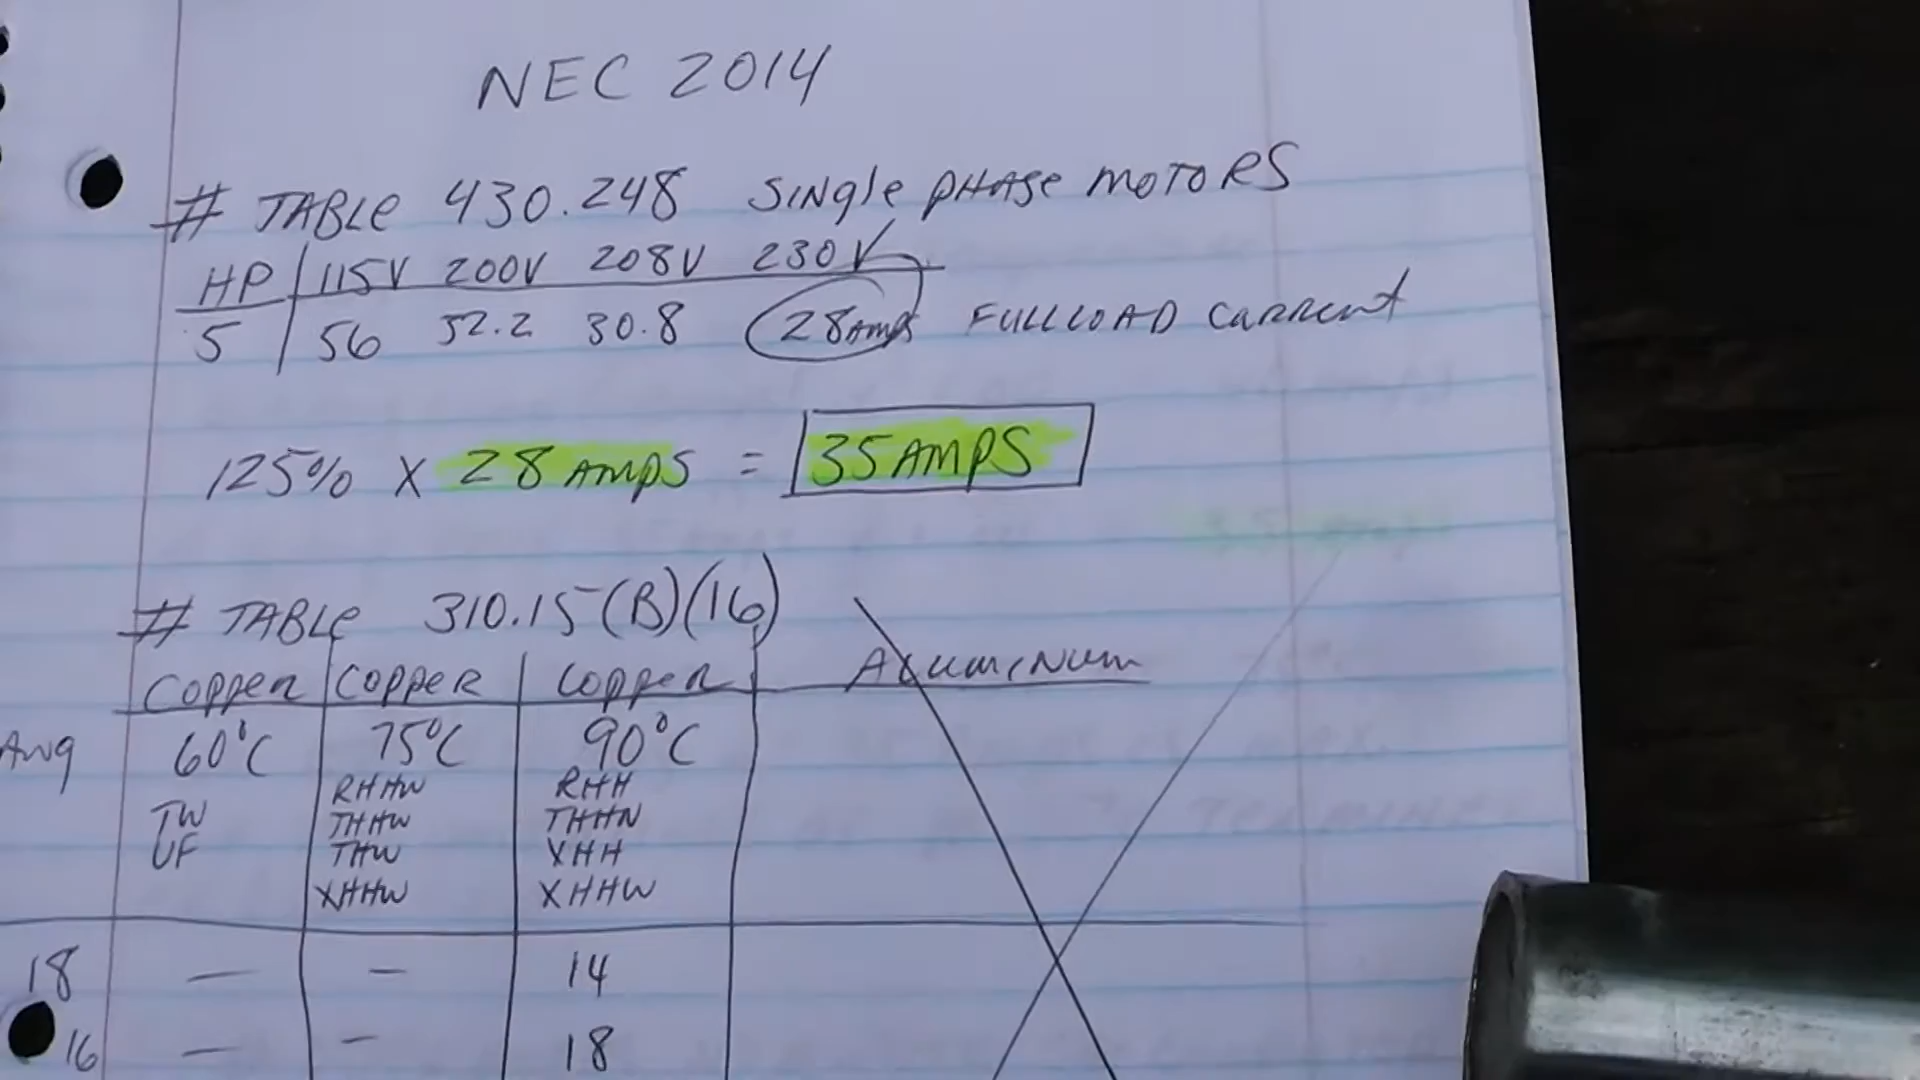 NEC 2014
# TABLE 430.248 SINGLE PHASE MOTORS
HP 115V 200V 208V 230V
5 56 32.2 30.8 28 AMPS FULL LOAD CURRENT
125% X 28 AMPS = 35 AMPS
# TABLE 310.15(B)(16)
COPPER COPPER COPPER ALUMINUM
AWG 60°C 75°C 90°C
RHHW RHH
TW THHW THHN
UF THW XHH
XHHW XHHW
18 — — 14
16 — — 18